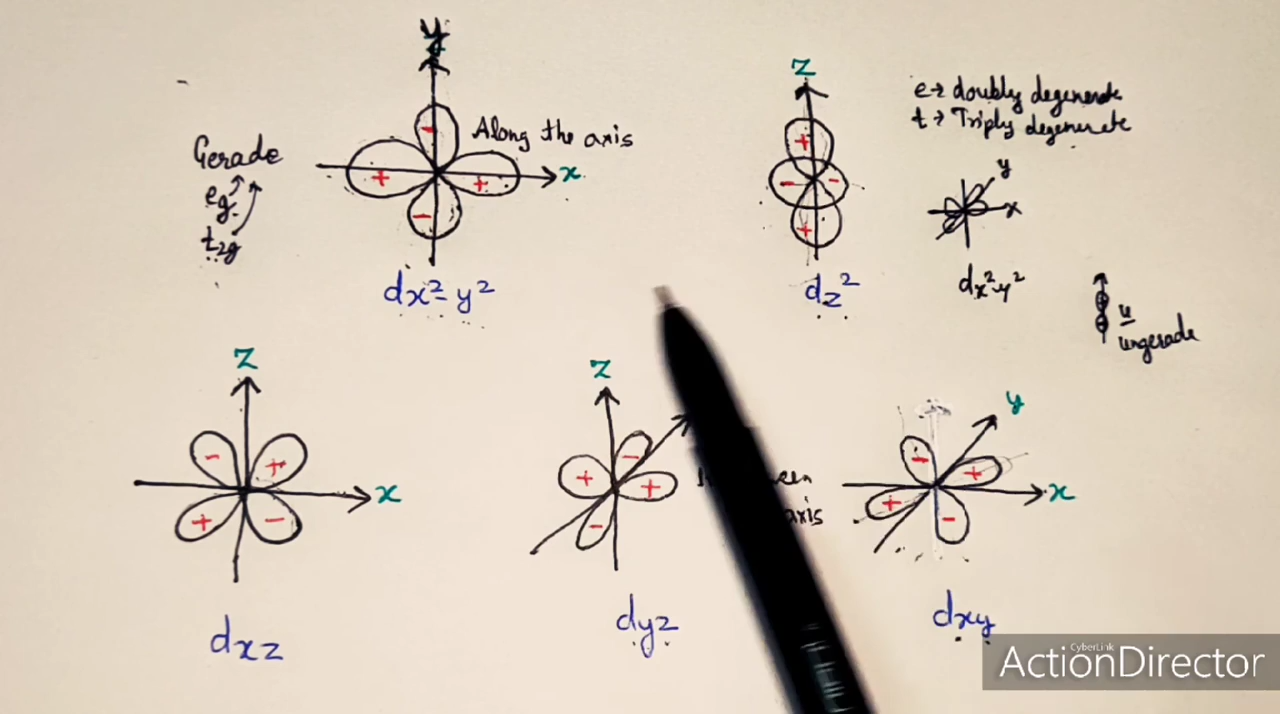 y
Along the axis
x
+ + - -
dx²-y²
Gerade
eg
t2g
z
+
- -
+
dz²
e → doubly degenerate
t → Triply degenerate
y
x
dx²-y²
u
ungerade
z
- +
+ -
x
dxz
z
-
+ +
-
dyz
axis
y
- +
+ -
x
dxy
CyberLink
ActionDirector